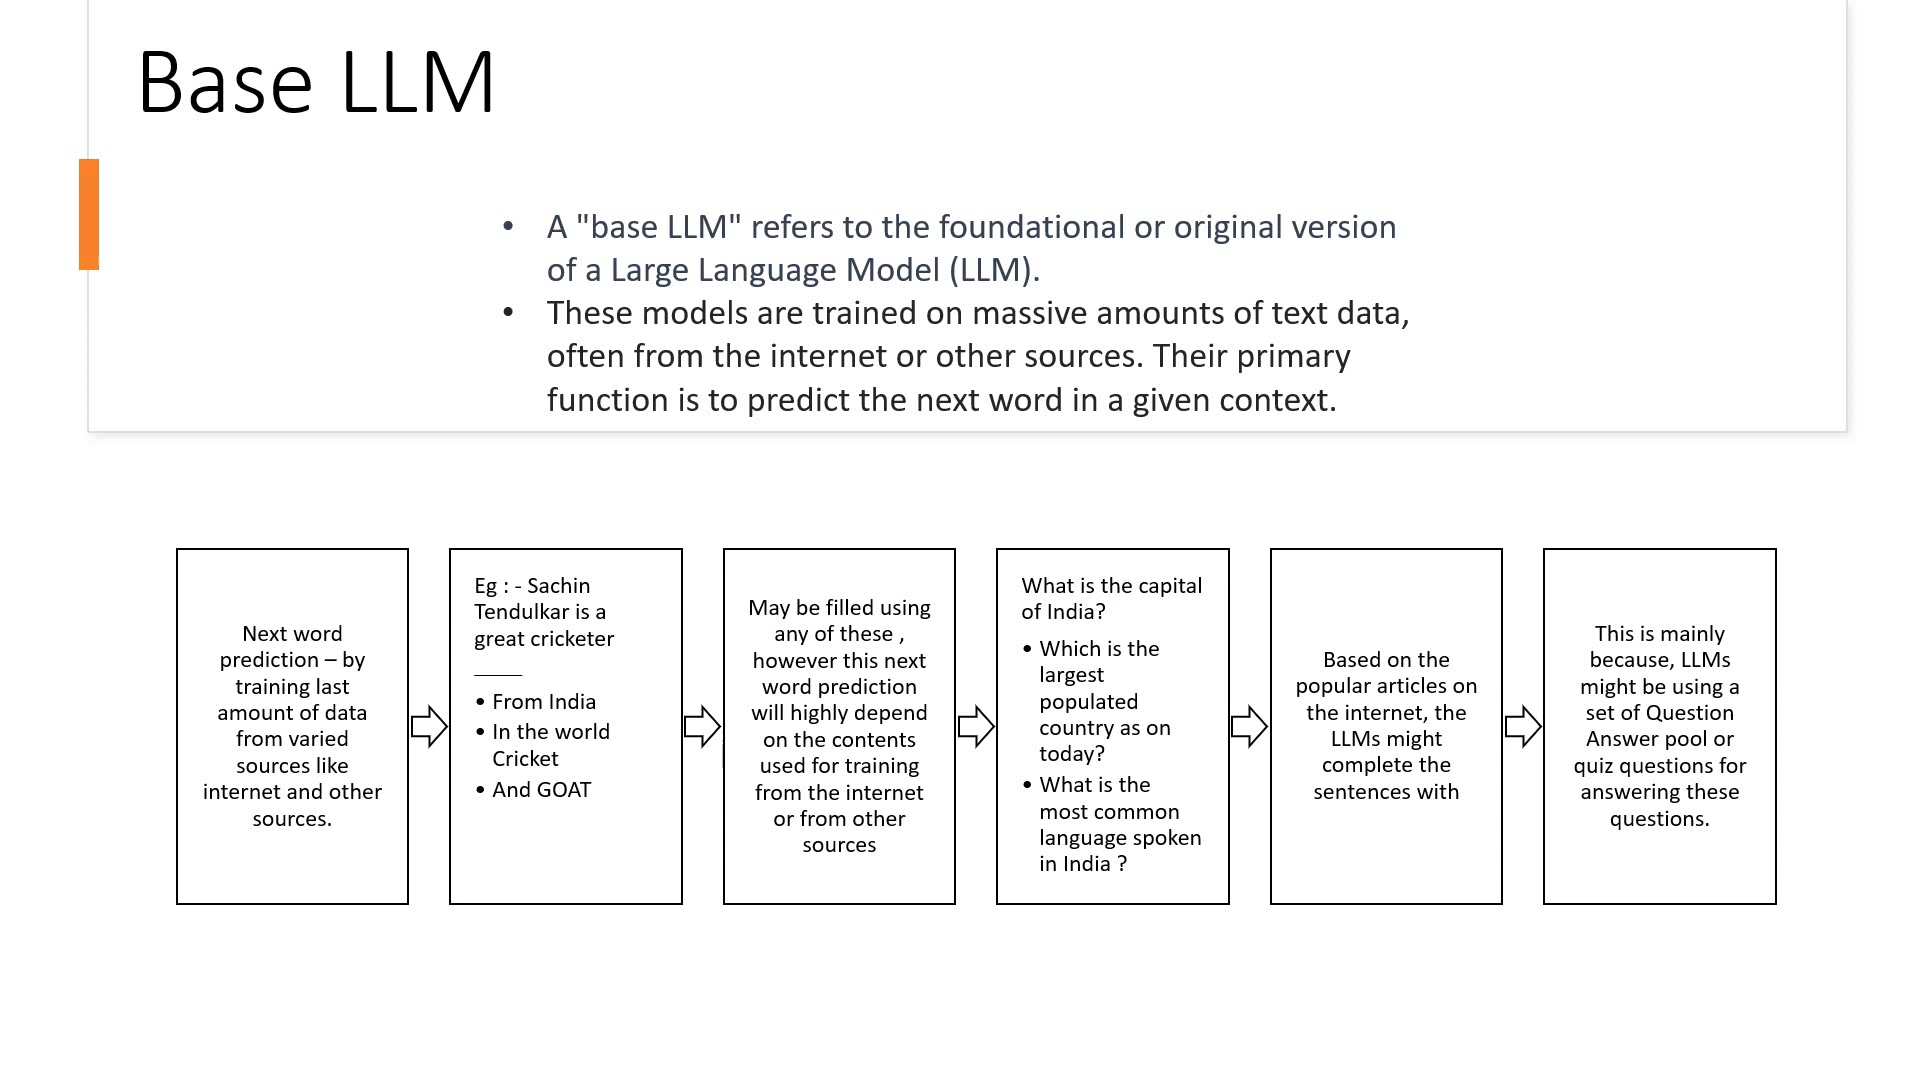 Base LLM
• A "base LLM" refers to the foundational or original version
of a Large Language Model (LLM).
• These models are trained on massive amounts of text data,
often from the internet or other sources. Their primary
function is to predict the next word in a given context.
Next word
prediction – by
training last
amount of data
from varied
sources like
internet and other
sources.
Eg : - Sachin
Tendulkar is a
great cricketer
____
• From India
• In the world
Cricket
• And GOAT
May be filled using
any of these ,
however this next
word prediction
will highly depend
on the contents
used for training
from the internet
or from other
sources
What is the capital
of India?
• Which is the
largest
populated
country as on
today?
• What is the
most common
language spoken
in India ?
Based on the
popular articles on
the internet, the
LLMs might
complete the
sentences with
This is mainly
because, LLMs
might be using a
set of Question
Answer pool or
quiz questions for
answering these
questions.